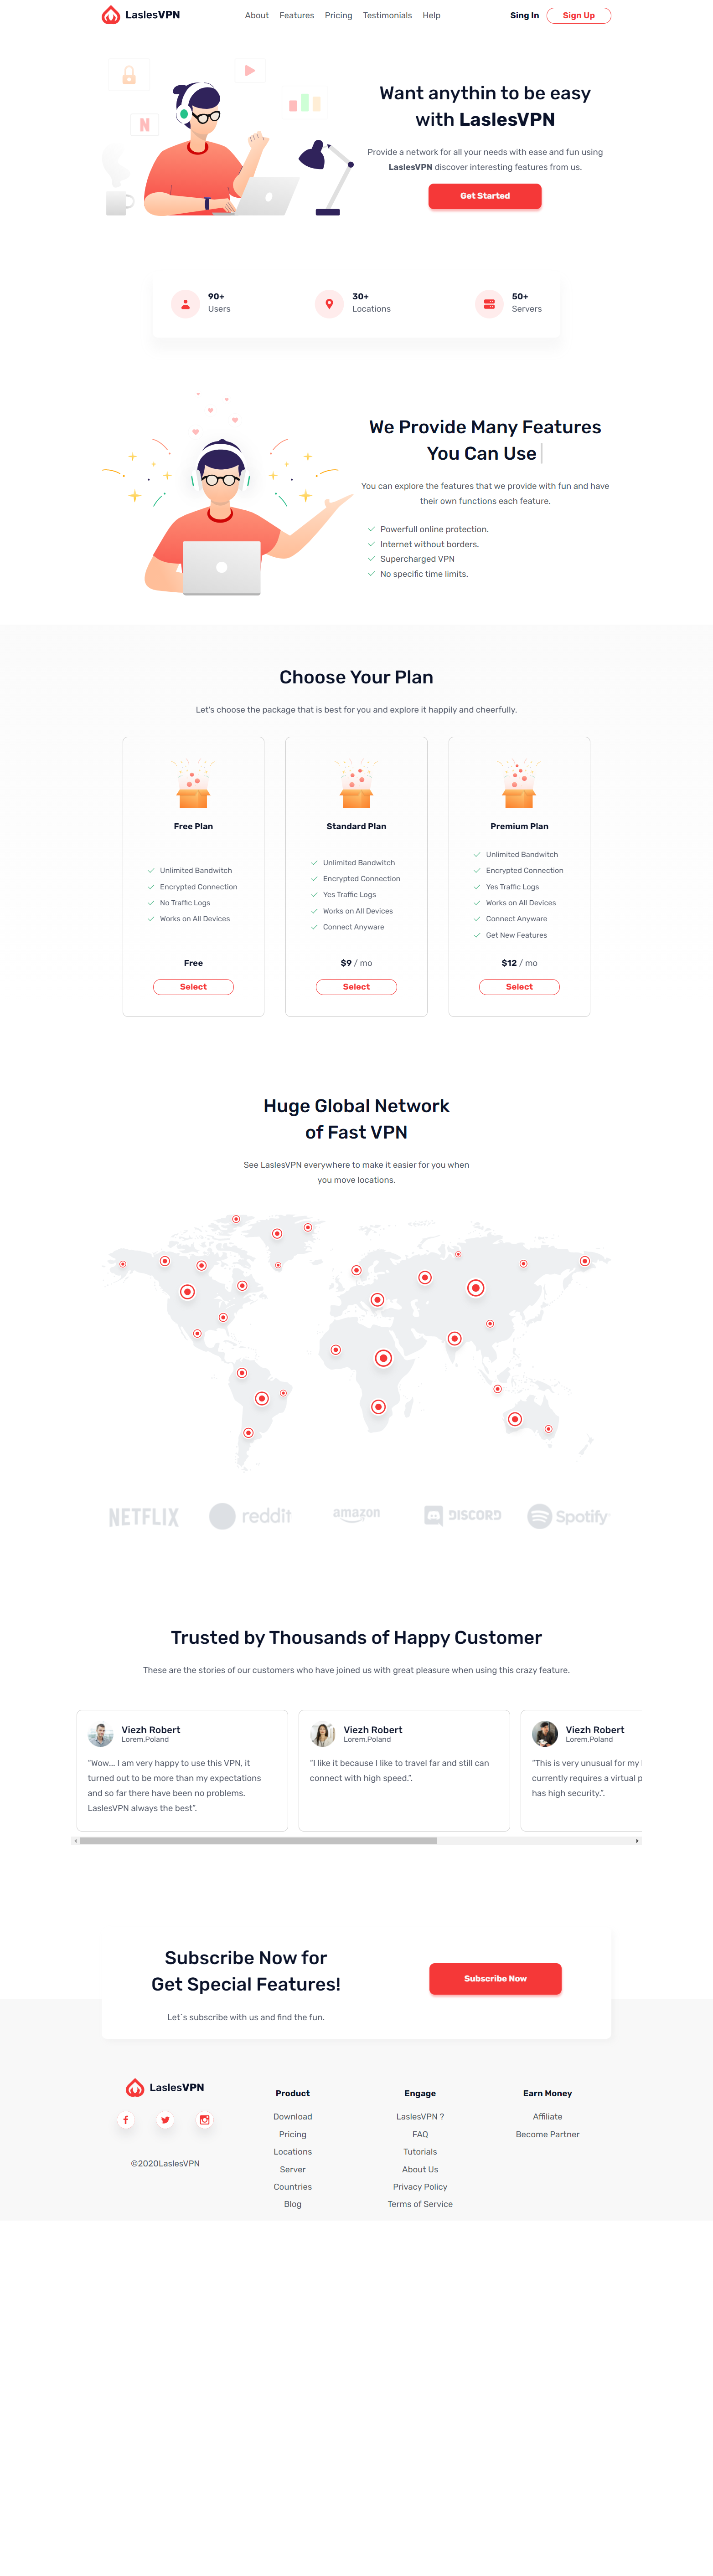 LaslesVPN
About Features Pricing Testimonials Help
Sing In Sign Up
N
Want anythin to be easy
with LaslesVPN
Provide a network for all your needs with ease and fun using
LaslesVPN discover interesting features from us.
Get Started
90+
Users
30+
Locations
50+
Servers
We Provide Many Features
You Can Use
You can explore the features that we provide with fun and have
their own functions each feature.
Powerfull online protection.
Internet without borders.
Supercharged VPN
No specific time limits.
Choose Your Plan
Let's choose the package that is best for you and explore it happily and cheerfully.
Free Plan
Unlimited Bandwitch
Encrypted Connection
No Traffic Logs
Works on All Devices
Free
Select
Standard Plan
Unlimited Bandwitch
Encrypted Connection
Yes Traffic Logs
Works on All Devices
Connect Anyware
$9 / mo
Select
Premium Plan
Unlimited Bandwitch
Encrypted Connection
Yes Traffic Logs
Works on All Devices
Connect Anyware
Get New Features
$12 / mo
Select
Huge Global Network
of Fast VPN
See LaslesVPN everywhere to make it easier for you when
you move locations.
NETFLIX reddit amazon DISCORD Spotify
Trusted by Thousands of Happy Customer
These are the stories of our customers who have joined us with great pleasure when using this crazy feature.
Viezh Robert
Lorem,Poland
"Wow... I am very happy to use this VPN, it
turned out to be more than my expectations
and so far there have been no problems.
LaslesVPN always the best".
Viezh Robert
Lorem,Poland
"I like it because I like to travel far and still can
connect with high speed.".
Viezh Robert
Lorem,Poland
"This is very unusual for my
currently requires a virtual p
has high security.".
Subscribe Now for
Get Special Features!
Let`s subscribe with us and find the fun.
Subscribe Now
LaslesVPN
©2020LaslesVPN
Product
Download
Pricing
Locations
Server
Countries
Blog
Engage
LaslesVPN ?
FAQ
Tutorials
About Us
Privacy Policy
Terms of Service
Earn Money
Affiliate
Become Partner